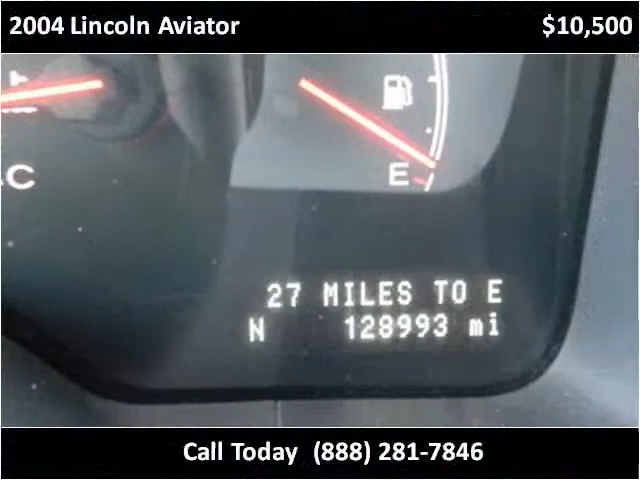 2004 Lincoln Aviator $10,500
C E
27 MILES TO E
N 128993 mi
Call Today (888) 281-7846